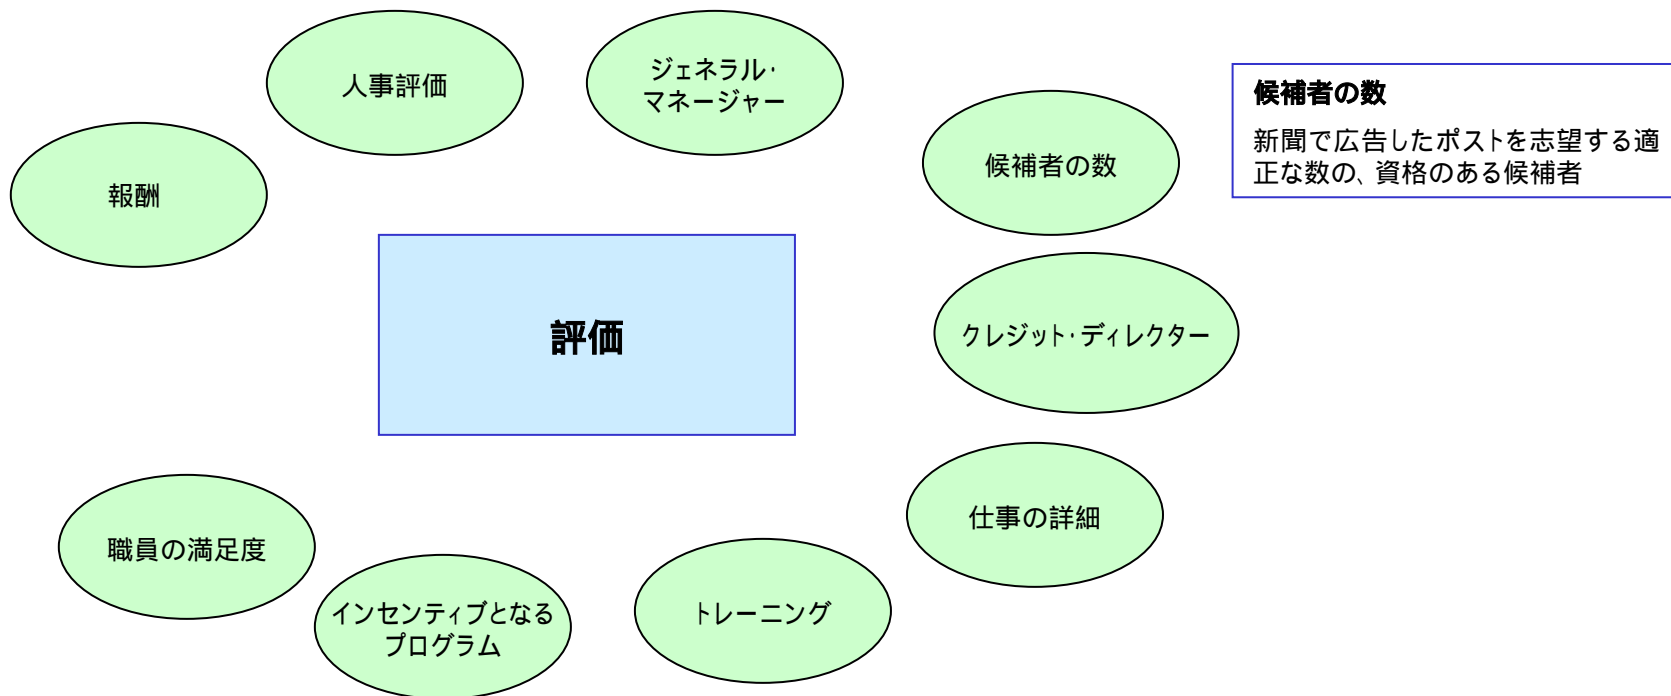 人事評価
ジェネラル・
マネージャー
候補者の数
新聞で広告したポストを志望する適
正な数の、資格のある候補者
候補者の数
報酬
評価
クレジット・ディレクター
仕事の詳細
職員の満足度
インセンティブとなる
プログラム
トレーニング